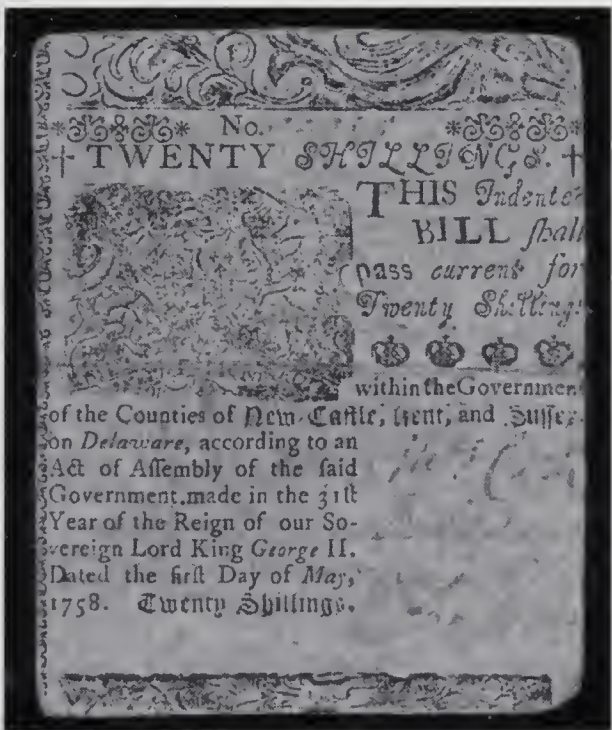 No.
TWENTY SHILLINGS.
THIS Indente
BILL ſhall
paſs current for
Twenty Shillings
within the Governmen
of the Counties of New-Caſtle, Kent, and Suſſex
on Delaware, according to an
Act of Aſſembly of the ſaid
Government, made in the 31ſt
Year of the Reign of our So-
vereign Lord King George II.
Dated the firſt Day of May,
1758. Twenty Shillings.